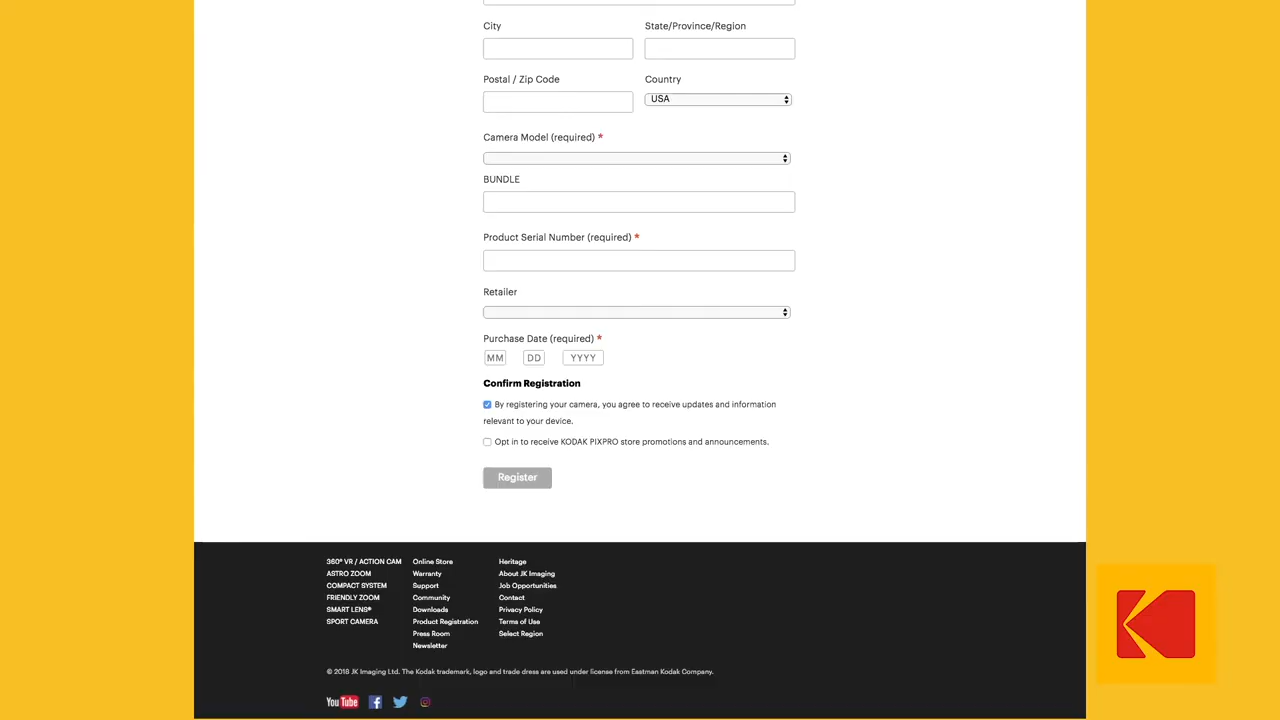 City State/Province/Region
Postal / Zip Code Country
USA
Camera Model (required) *
BUNDLE
Product Serial Number (required) *
Retailer
Purchase Date (required) *
MM DD YYYY
Confirm Registration
By registering your camera, you agree to receive updates and information
relevant to your device.
Opt in to receive KODAK PIXPRO store promotions and announcements.
Register
360° VR / ACTION CAM Online Store Heritage
ASTRO ZOOM Warranty About JK Imaging
COMPACT SYSTEM Support Job Opportunities
FRIENDLY ZOOM Community Contact
SMART LENS® Downloads Privacy Policy
SPORT CAMERA Product Registration Terms of Use
Press Room Select Region
Newsletter
© 2018 JK Imaging Ltd. The Kodak trademark, logo and trade dress are used under license from Eastman Kodak Company.
YouTube